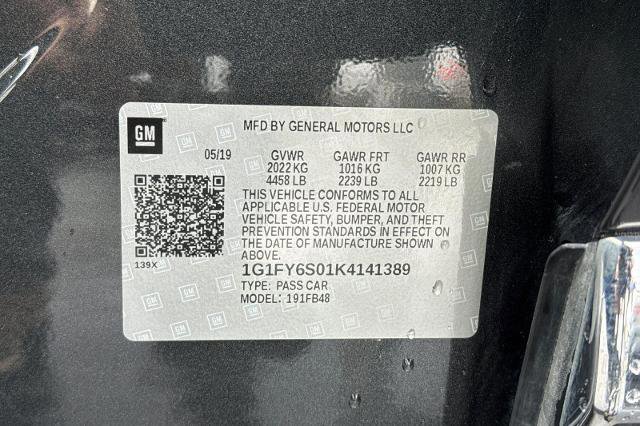 GM
MFD BY GENERAL MOTORS LLC
05/19 GVWR GAWR FRT GAWR RR
2022 KG 1016 KG 1007 KG
4458 LB 2239 LB 2219 LB
THIS VEHICLE CONFORMS TO ALL
APPLICABLE U.S. FEDERAL MOTOR
VEHICLE SAFETY, BUMPER, AND THEFT
PREVENTION STANDARDS IN EFFECT ON
THE DATE OF MANUFACTURE SHOWN
ABOVE.
139X
1G1FY6S01K4141389
TYPE: PASS CAR
MODEL: 191FB48